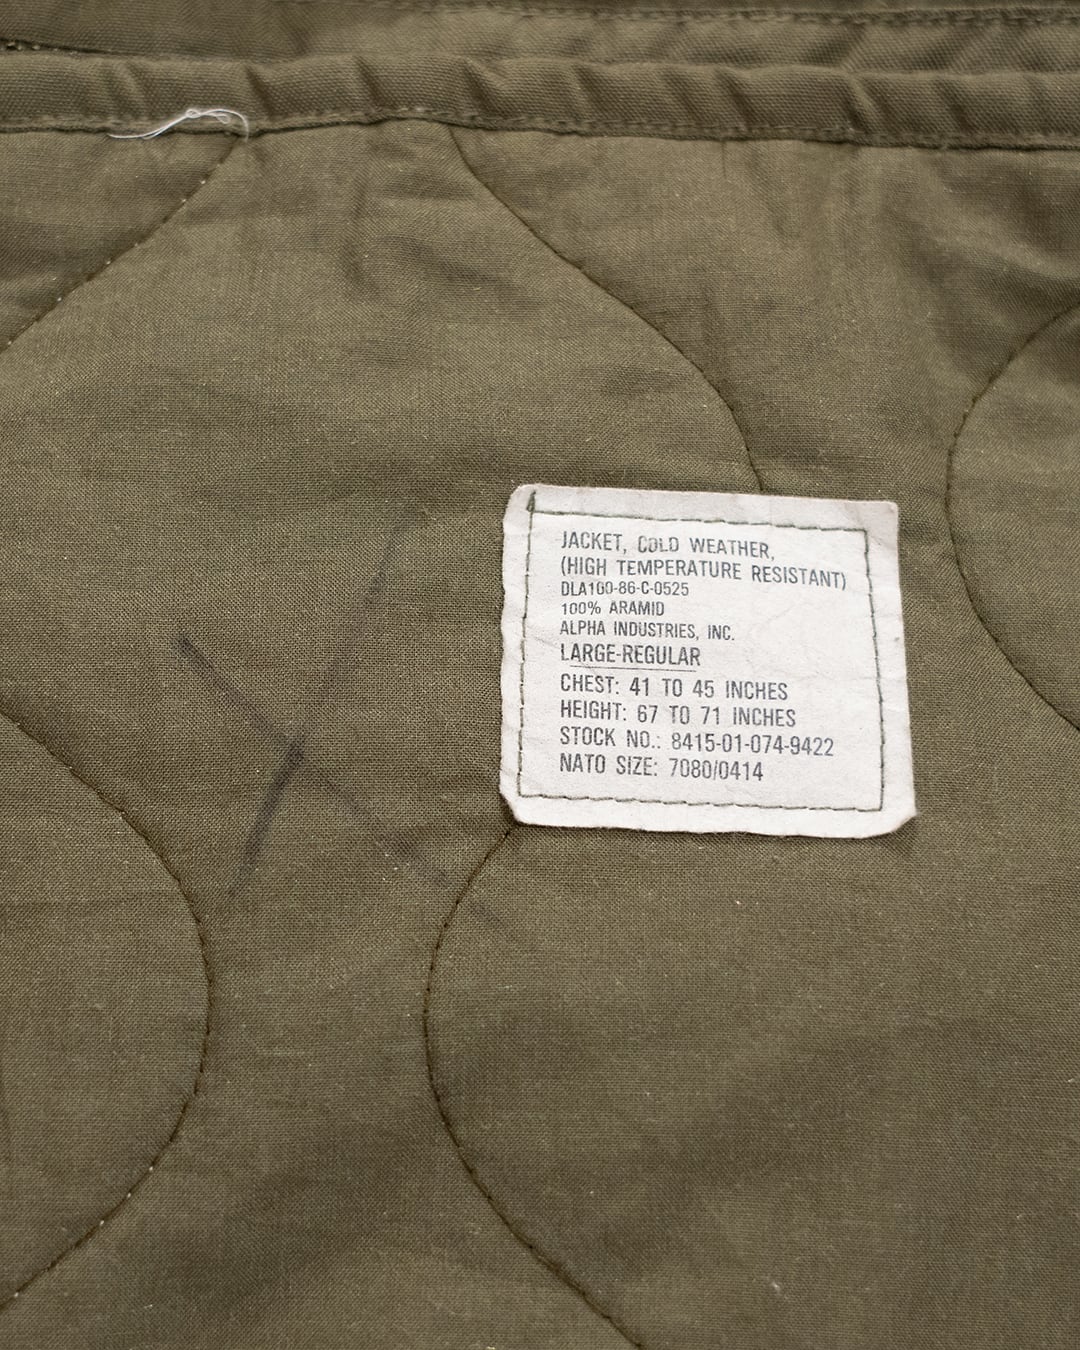 JACKET, COLD WEATHER,
(HIGH TEMPERATURE RESISTANT)
DLA100-86-C-0525
100% ARAMID
ALPHA INDUSTRIES, INC.
LARGE-REGULAR
CHEST: 41 TO 45 INCHES
HEIGHT: 67 TO 71 INCHES
STOCK NO.: 8415-01-074-9422
NATO SIZE: 7080/0414